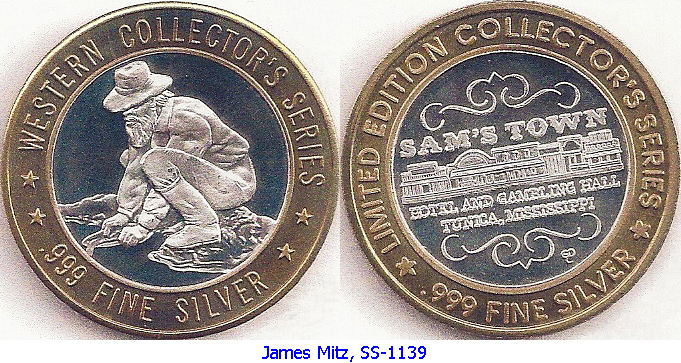 WESTERN COLLECTOR'S SERIES
.999 FINE SILVER
LIMITED EDITION COLLECTOR'S SERIES
SAM'S TOWN
HOTEL AND GAMBLING HALL
TUNICA, MISSISSIPPI
.999 FINE SILVER
James Mitz, SS-1139